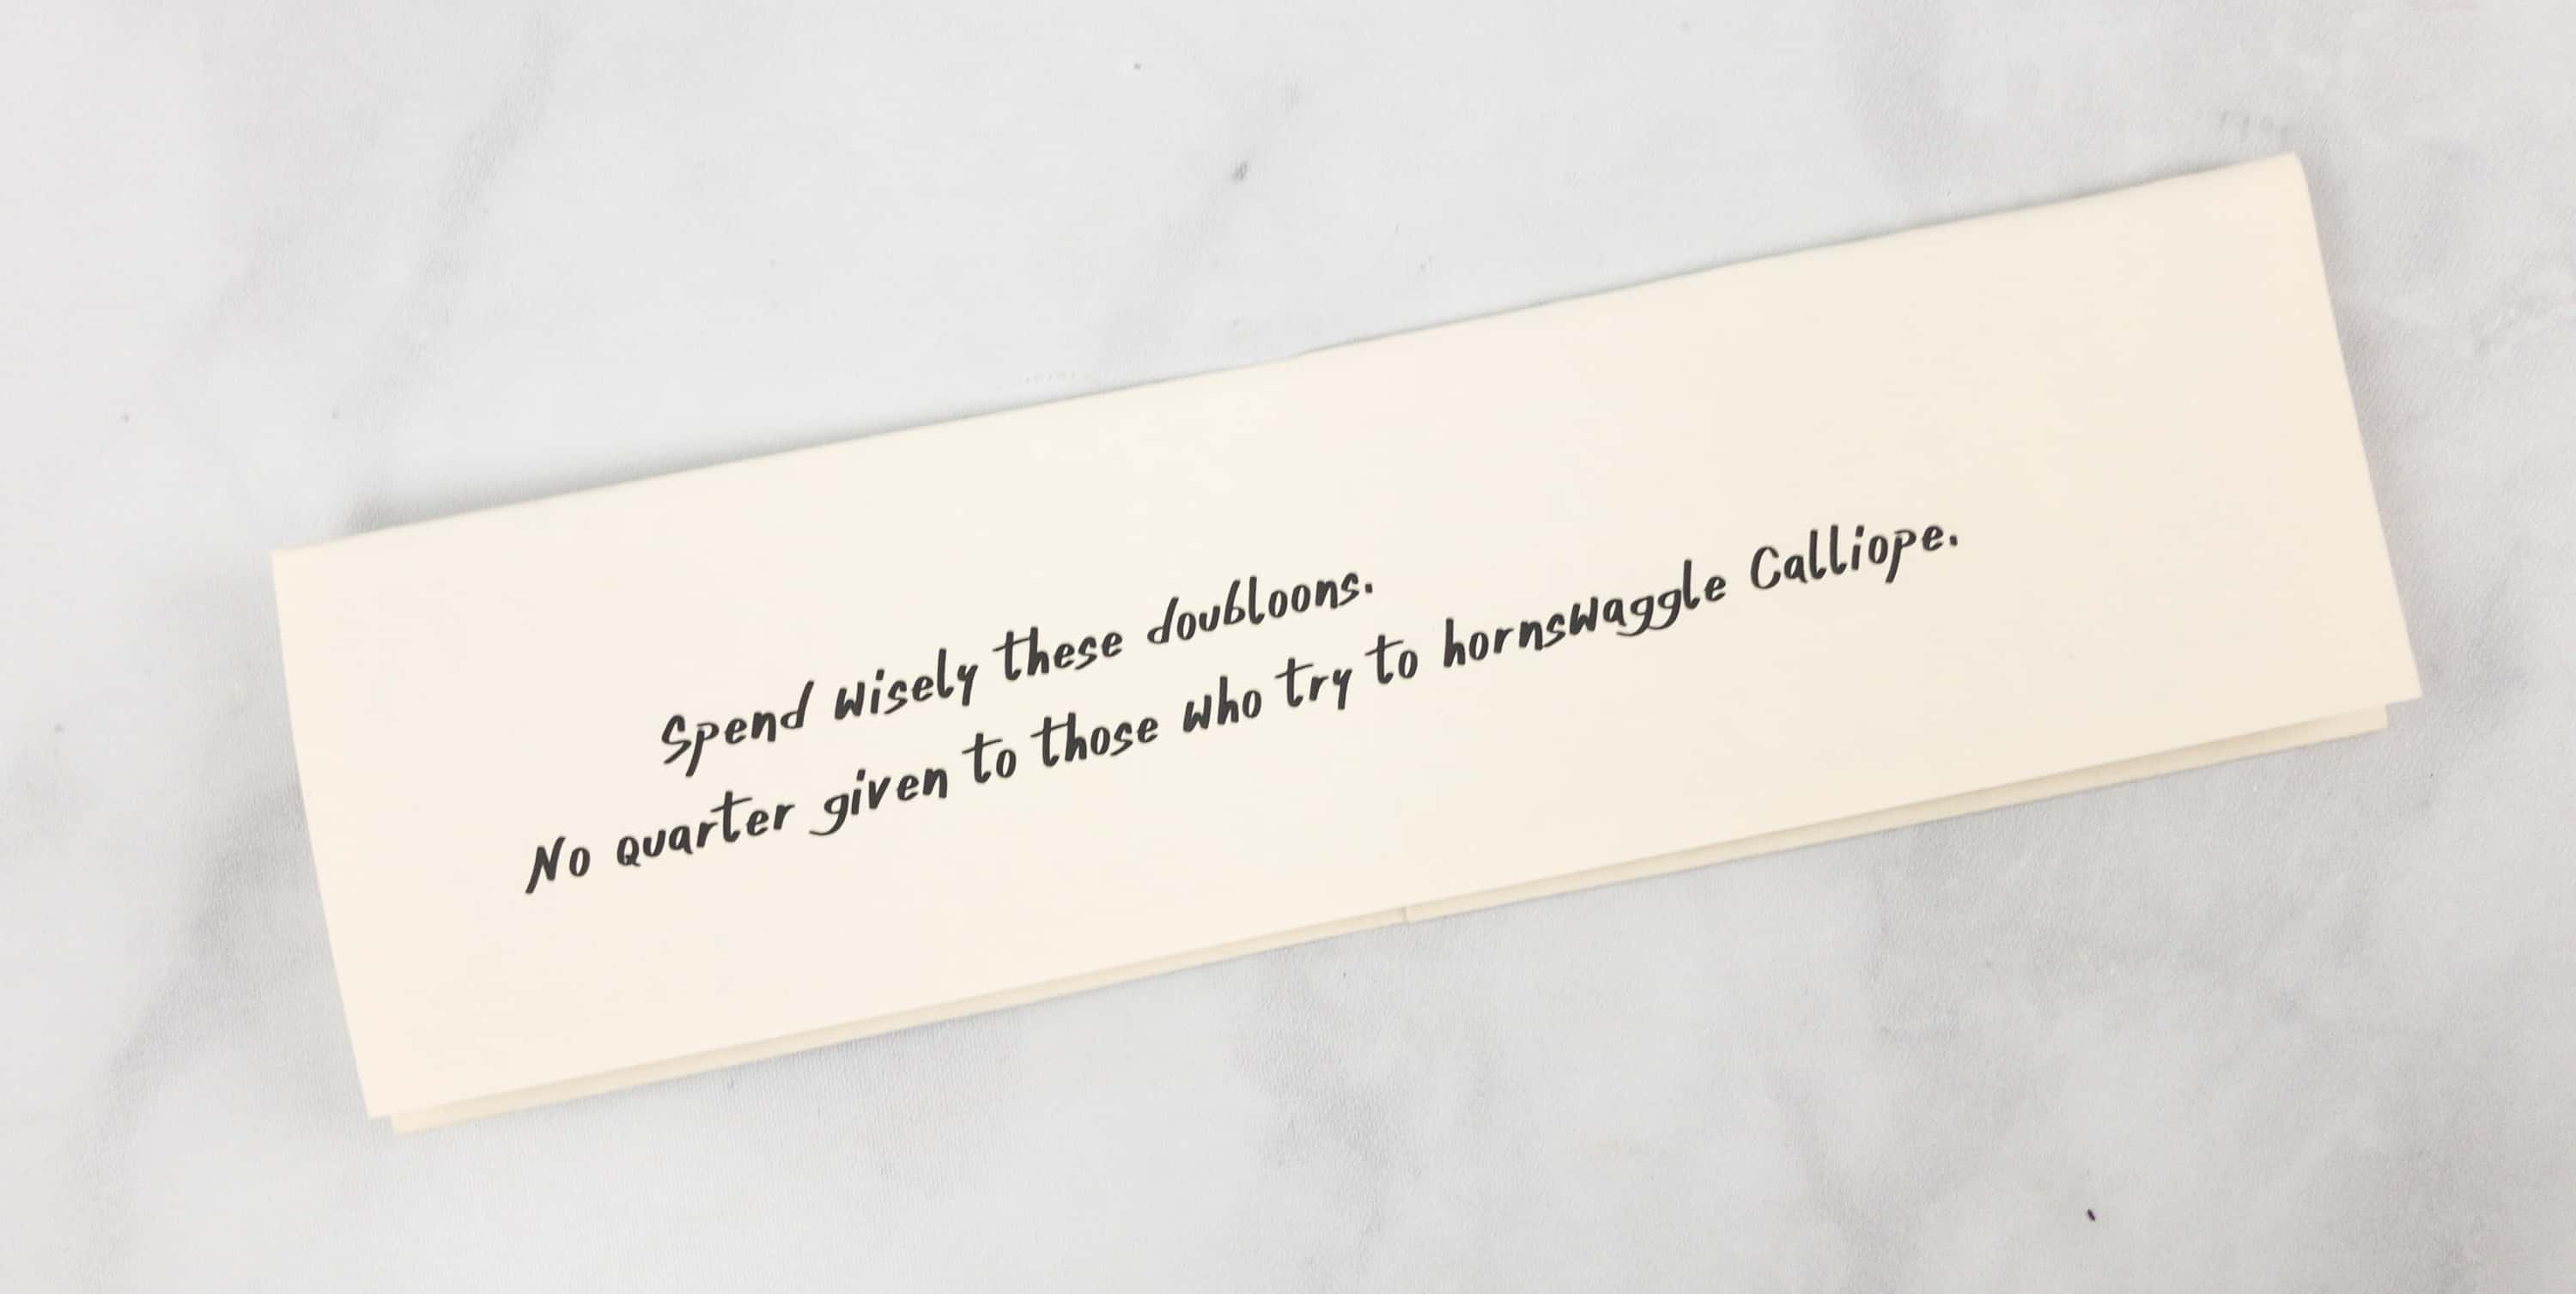 Spend wisely these doubloons.
No quarter given to those who try to hornswaggle Calliope.